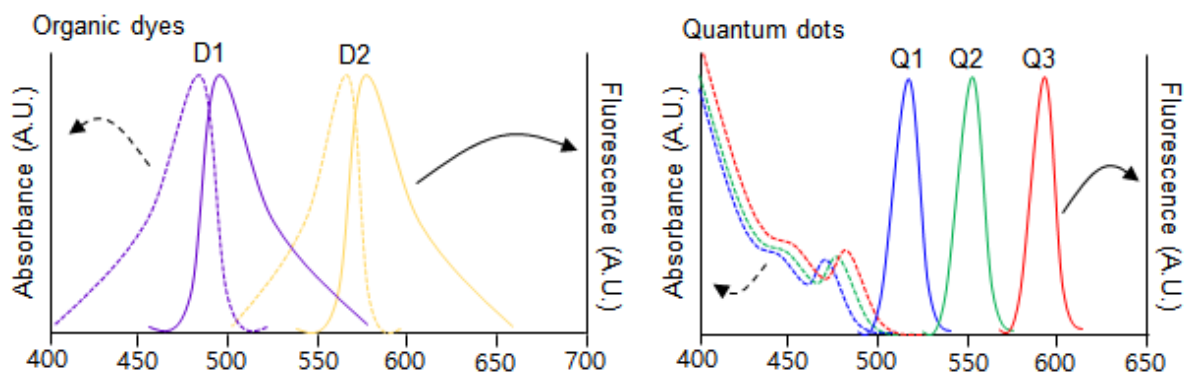 Organic dyes
D1
D2
Absorbance (A.U.)
Fluorescence (A.U.)
400 450 500 550 600 650 700
Quantum dots
Q1 Q2 Q3
Absorbance (A.U.)
Fluorescence (A.U.)
400 450 500 550 600 650